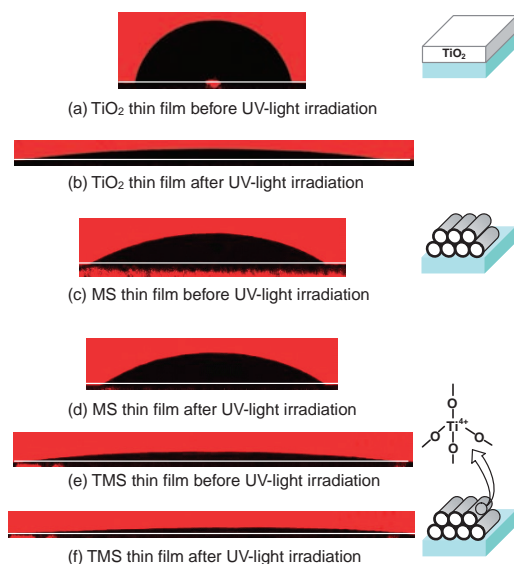 TiO2
(a) TiO2 thin film before UV-light irradiation
(b) TiO2 thin film after UV-light irradiation
(c) MS thin film before UV-light irradiation
(d) MS thin film after UV-light irradiation
O
Ti4+
O O
O
(e) TMS thin film before UV-light irradiation
(f) TMS thin film after UV-light irradiation